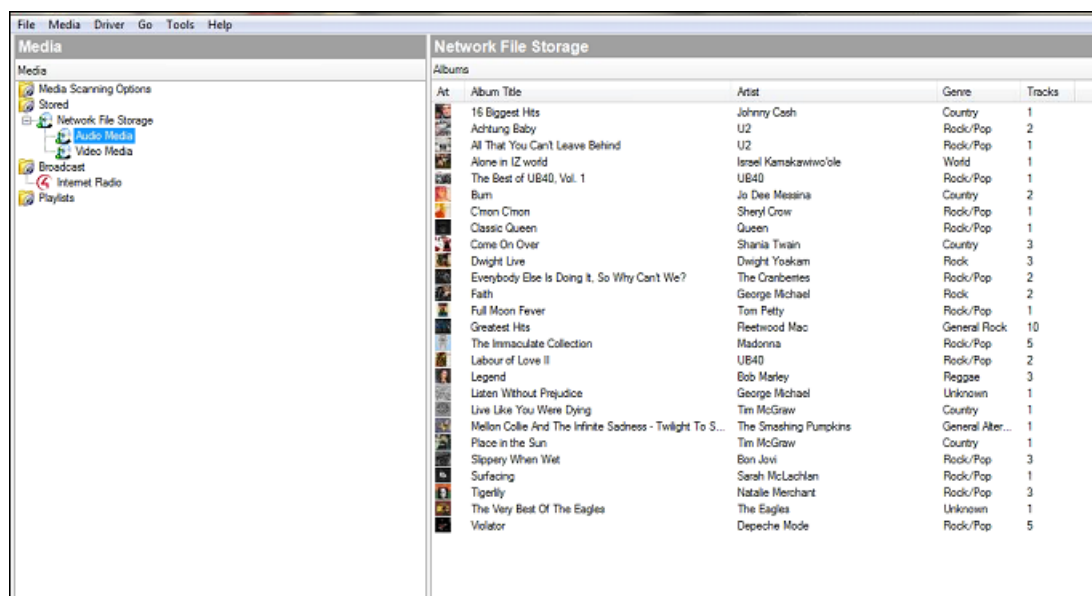 File Media Driver Go Tools Help
Media
Media
Media Scanning Options
Stored
Network File Storage
Audio Media
Video Media
Broadcast
Internet Radio
Playlists
Network File Storage
Albums
Art Album Title Artist Genre Tracks
16 Biggest Hits Johnny Cash Country 1
Achtung Baby U2 Rock/Pop 2
All That You Can't Leave Behind U2 Rock/Pop 1
Alone in IZ world Israel Kamakawiwo'ole World 1
The Best of UB40, Vol. 1 UB40 Rock/Pop 1
Burn Jo Dee Messina Country 2
C'mon C'mon Sheryl Crow Rock/Pop 1
Classic Queen Queen Rock/Pop 1
Come On Over Shania Twain Country 3
Dwight Live Dwight Yoakam Rock 3
Everybody Else Is Doing It, So Why Can't We? The Cranberries Rock/Pop 2
Faith George Michael Rock 2
Full Moon Fever Tom Petty Rock/Pop 1
Greatest Hits Fleetwood Mac General Rock 10
The Immaculate Collection Madonna Rock/Pop 5
Labour of Love II UB40 Rock/Pop 2
Legend Bob Marley Reggae 3
Listen Without Prejudice George Michael Unknown 1
Live Like You Were Dying Tim McGraw Country 1
Mellon Collie And The Infinite Sadness - Twilight To S... The Smashing Pumpkins General Alter... 1
Place in the Sun Tim McGraw Country 1
Slippery When Wet Bon Jovi Rock/Pop 3
Surfacing Sarah McLachlan Rock/Pop 1
Tigerlily Natalie Merchant Rock/Pop 3
The Very Best Of The Eagles The Eagles Unknown 1
Violator Depeche Mode Rock/Pop 5